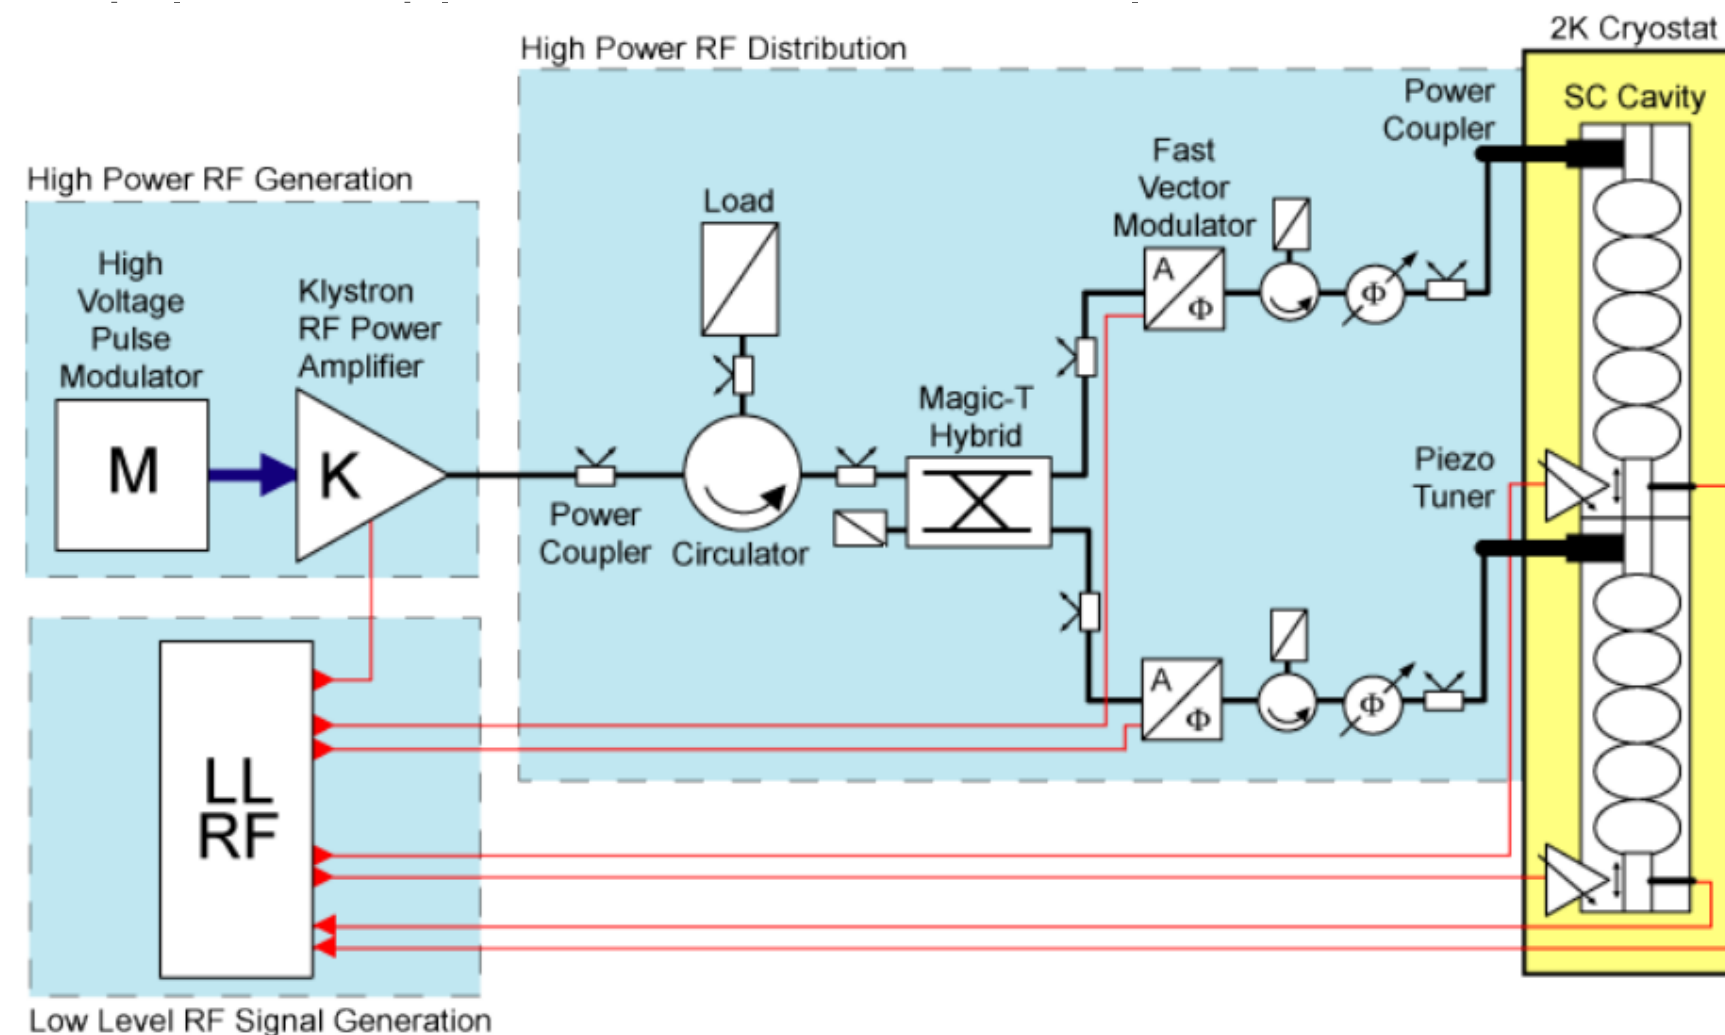 2K Cryostat
High Power RF Distribution
Power
Coupler
SC Cavity
Fast
Vector
Modulator
High Power RF Generation
Load
High
Voltage
Pulse
Modulator
Klystron
RF Power
Amplifier
A
Φ
Φ
Magic-T
Hybrid
M
K
Piezo
Tuner
Power
Coupler
Circulator
A
Φ
Φ
LL
RF
Low Level RF Signal Generation